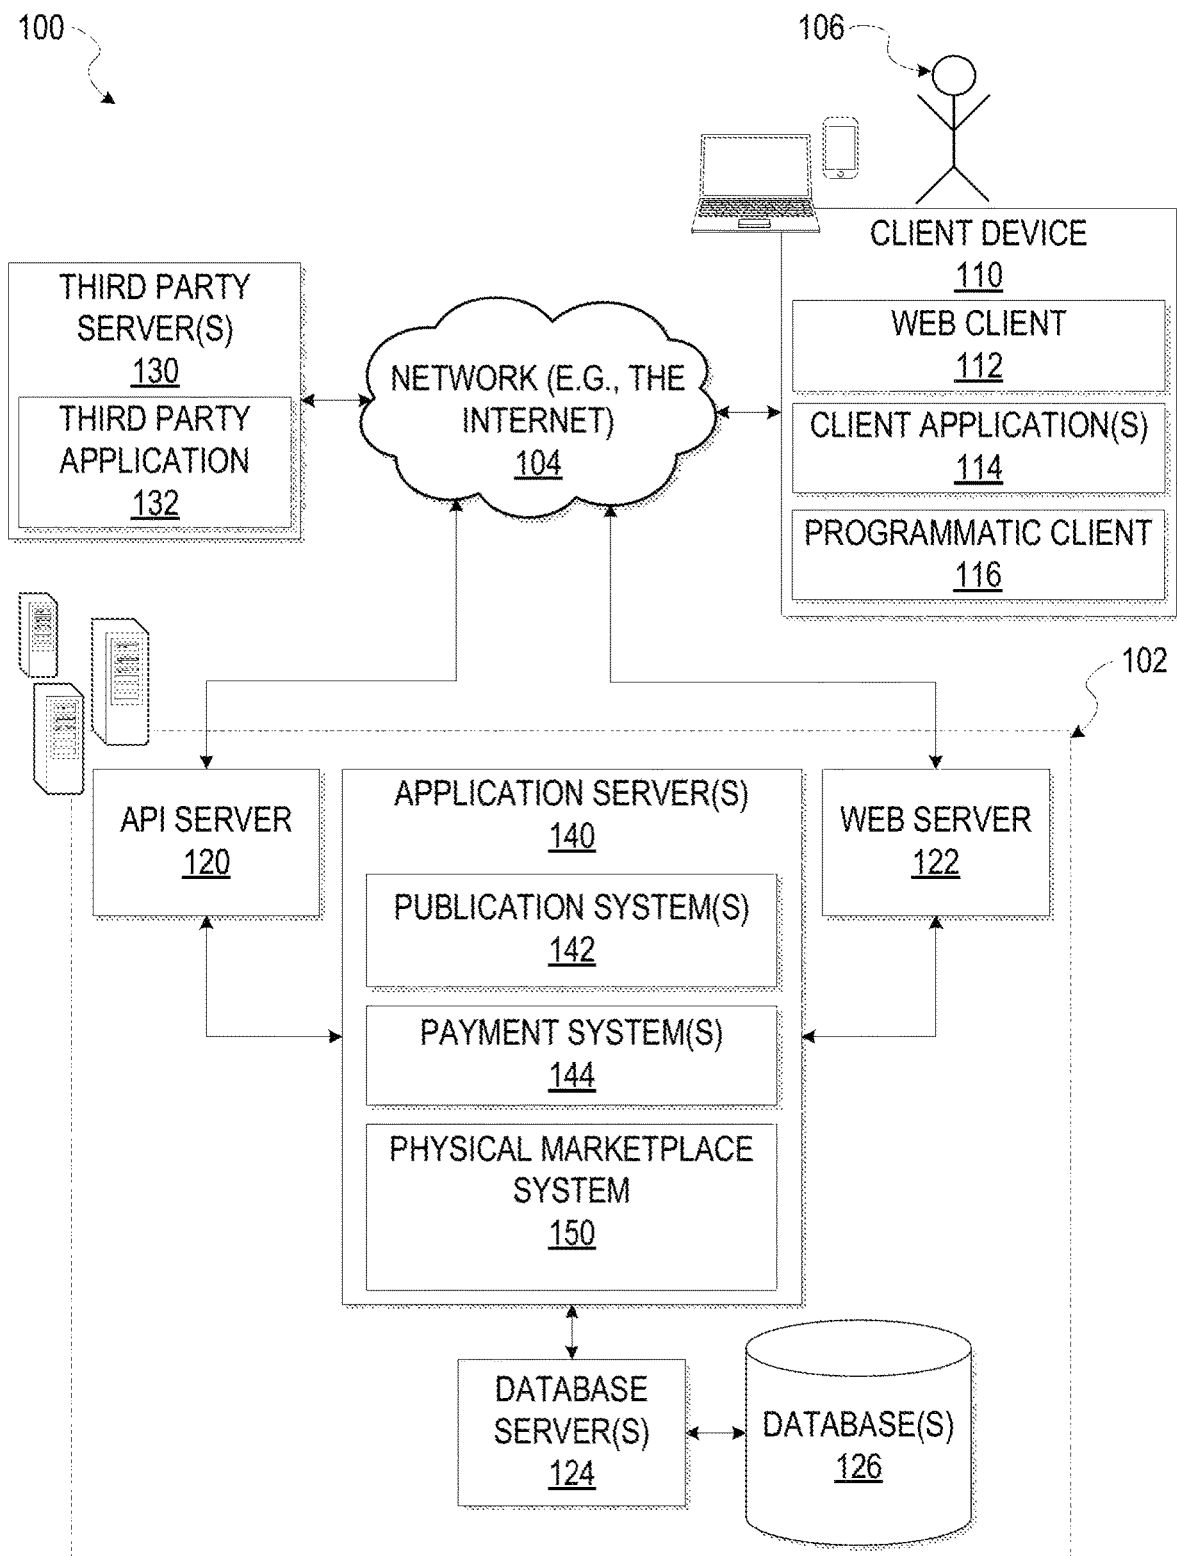 100
106
CLIENT DEVICE
110
WEB CLIENT
112
CLIENT APPLICATION(S)
114
PROGRAMMATIC CLIENT
116
THIRD PARTY
SERVER(S)
130
THIRD PARTY
APPLICATION
132
NETWORK (E.G., THE
INTERNET)
104
102
API SERVER
120
APPLICATION SERVER(S)
140
PUBLICATION SYSTEM(S)
142
PAYMENT SYSTEM(S)
144
PHYSICAL MARKETPLACE
SYSTEM
150
WEB SERVER
122
DATABASE
SERVER(S)
124
DATABASE(S)
126